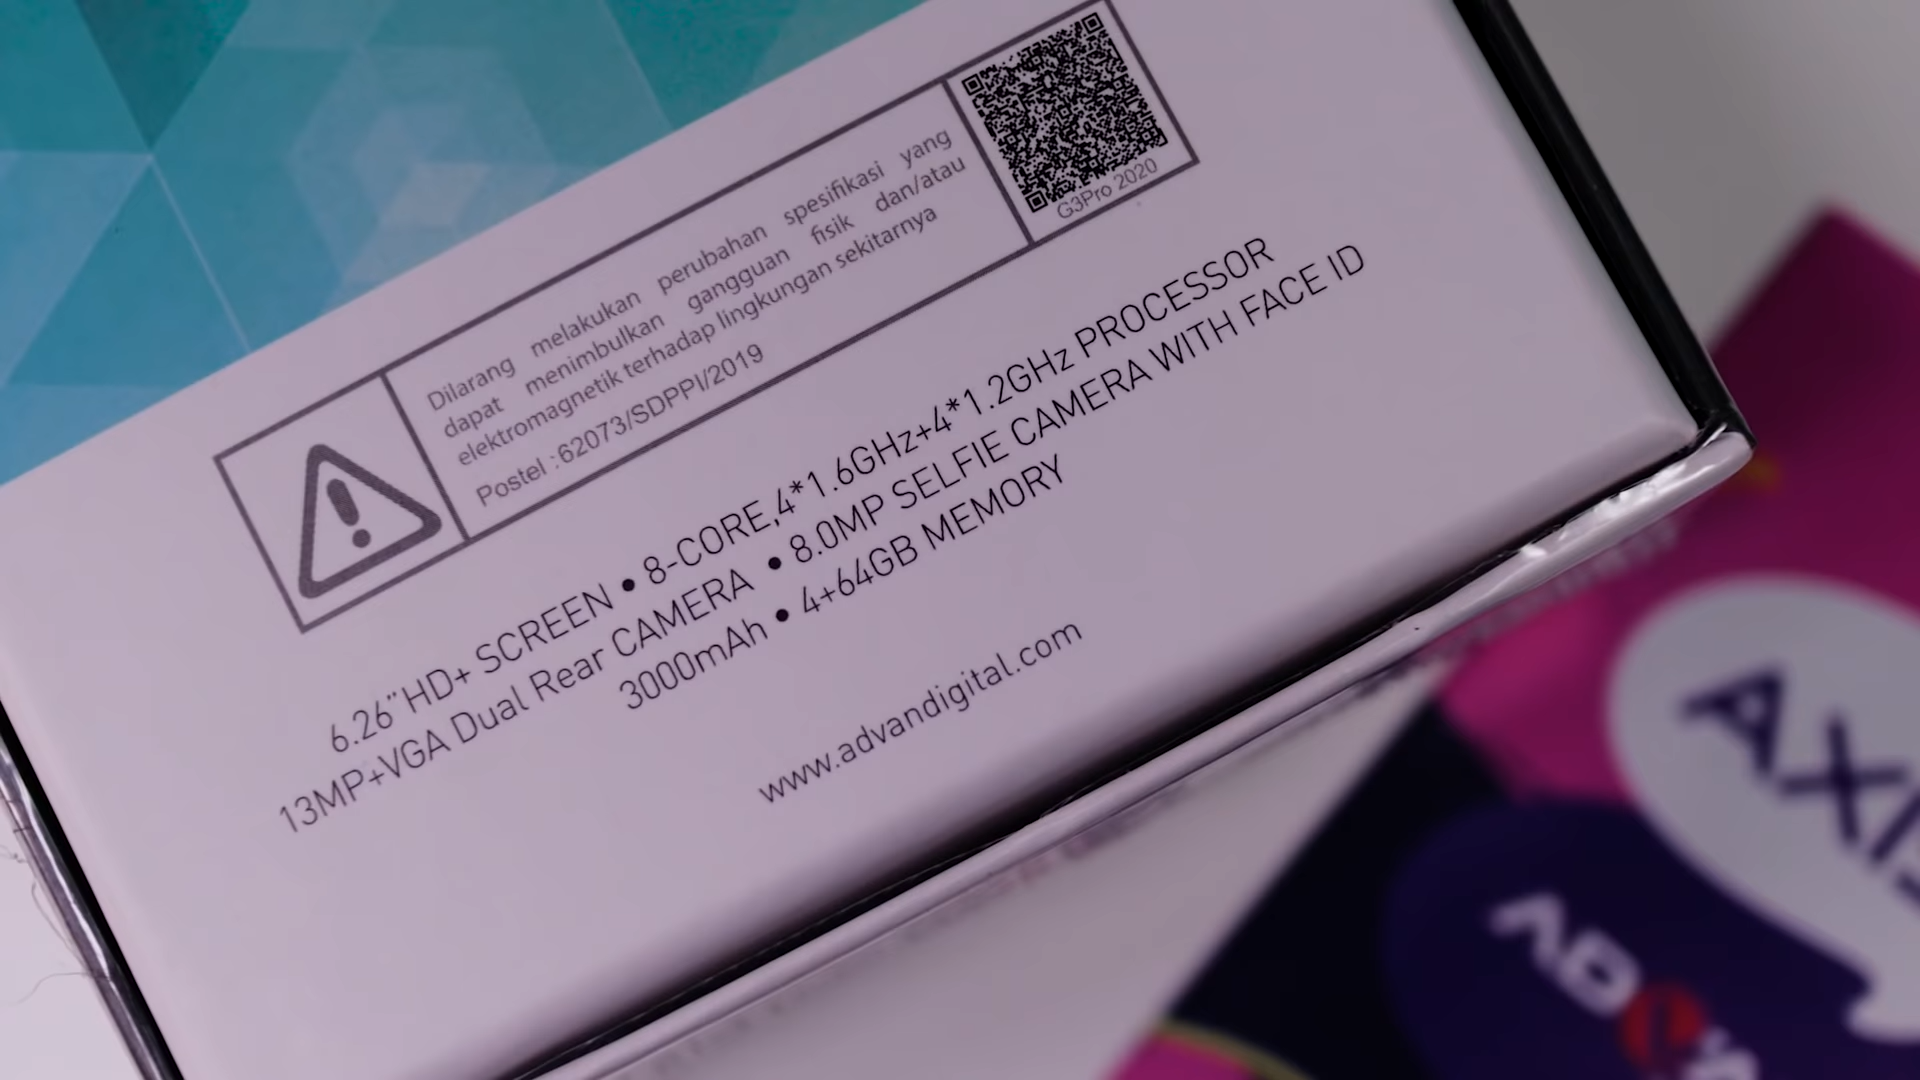 Dilarang melakukan perubahan spesifikasi yang
dapat menimbulkan gangguan fisik dan/atau
elektromagnetik terhadap lingkungan sekitarnya
Postel : 62073/SDPPI/2019
G3Pro 2020
6.26"HD+ SCREEN • 8-CORE,4*1.6GHz+4*1.2GHz PROCESSOR
13MP+VGA Dual Rear CAMERA • 8.0MP SELFIE CAMERA WITH FACE ID
3000mAh • 4+64GB MEMORY
www.advandigital.com
AXIS